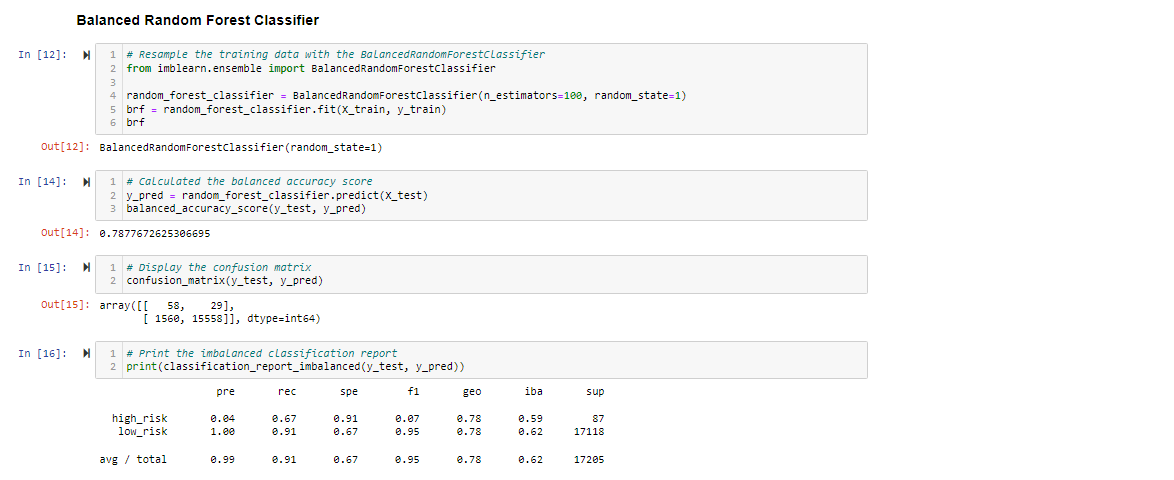 Balanced Random Forest Classifier
In [12]:
1 # Resample the training data with the BalancedRandomForestClassifier
2 from imblearn.ensemble import BalancedRandomForestClassifier
3
4 random_forest_classifier = BalancedRandomForestClassifier(n_estimators=100, random_state=1)
5 brf = random_forest_classifier.fit(X_train, y_train)
6 brf
Out[12]: BalancedRandomForestClassifier(random_state=1)
In [14]:
1 # Calculated the balanced accuracy score
2 y_pred = random_forest_classifier.predict(X_test)
3 balanced_accuracy_score(y_test, y_pred)
Out[14]: 0.7877672625306695
In [15]:
1 # Display the confusion matrix
2 confusion_matrix(y_test, y_pred)
Out[15]: array([[   58,    29],
       [ 1560, 15558]], dtype=int64)
In [16]:
1 # Print the imbalanced classification report
2 print(classification_report_imbalanced(y_test, y_pred))
pre rec spe f1 geo iba sup
high_risk 0.04 0.67 0.91 0.07 0.78 0.59 87
low_risk 1.00 0.91 0.67 0.95 0.78 0.62 17118
avg / total 0.99 0.91 0.67 0.95 0.78 0.62 17205